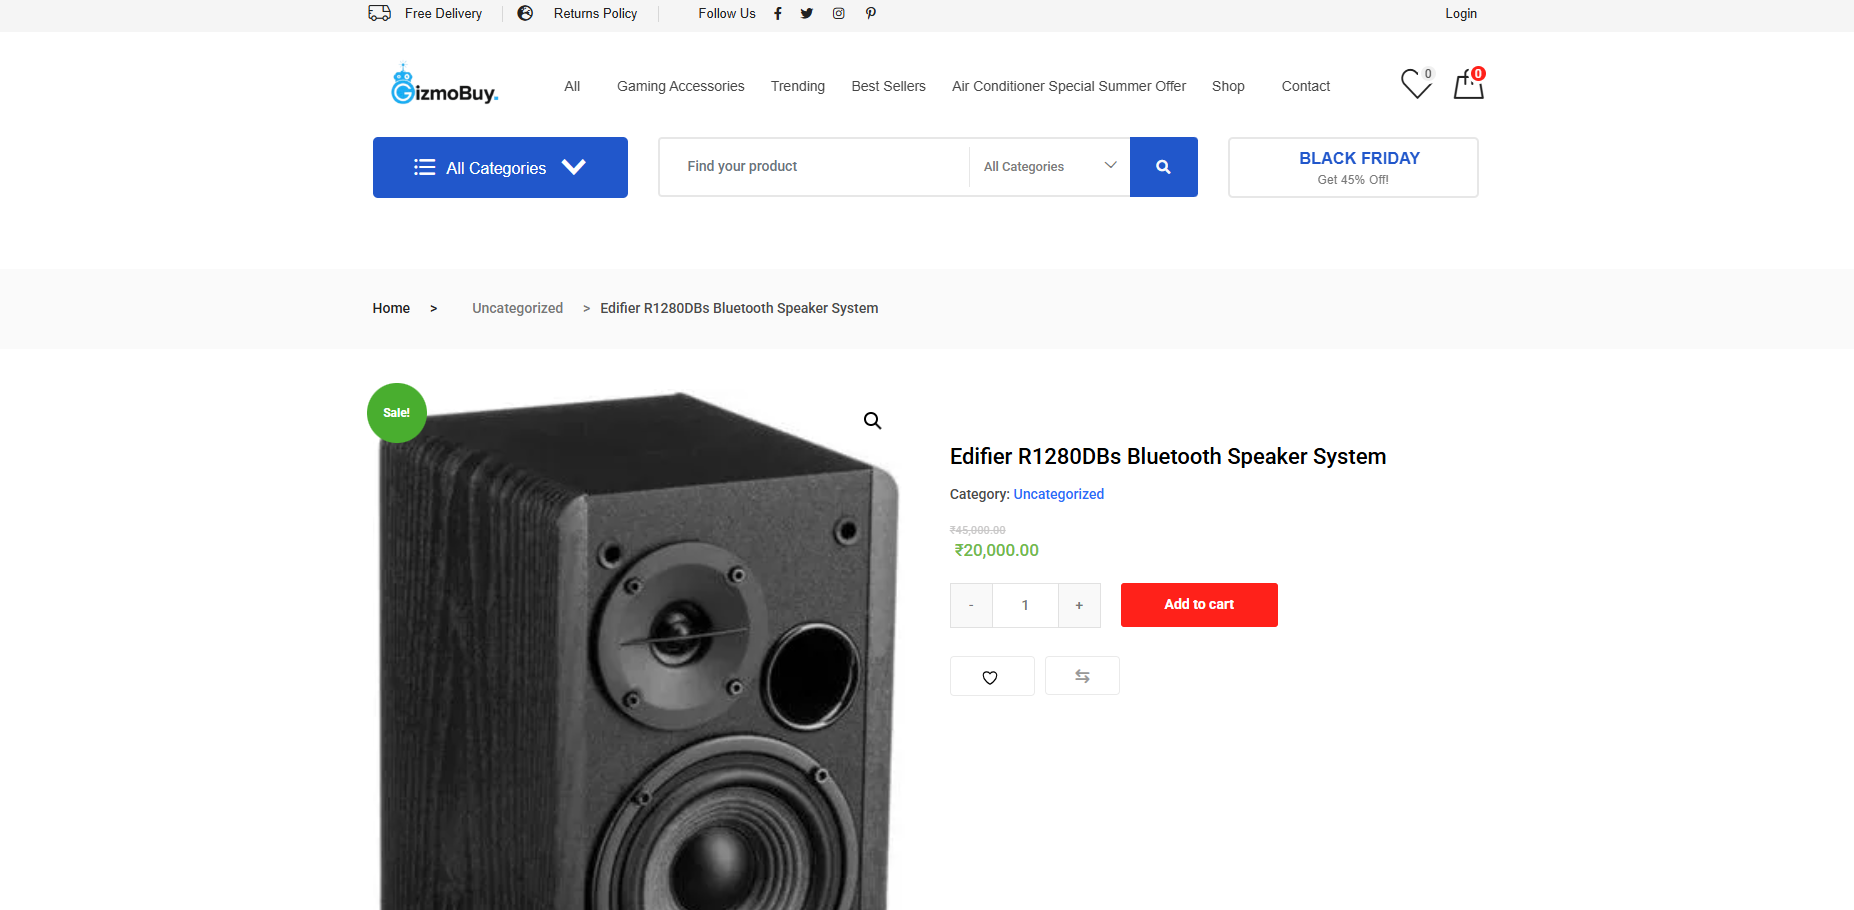 Free Delivery
Returns Policy
Follow Us
Login
GizmoBuy.
All
Gaming Accessories
Trending
Best Sellers
Air Conditioner Special Summer Offer
Shop
Contact
0
0
All Categories
Find your product
All Categories
BLACK FRIDAY
Get 45% Off!
Home > Uncategorized > Edifier R1280DBs Bluetooth Speaker System
Sale!
Edifier R1280DBs Bluetooth Speaker System
Category: Uncategorized
₹45,000.00
₹20,000.00
- 1 +
Add to cart